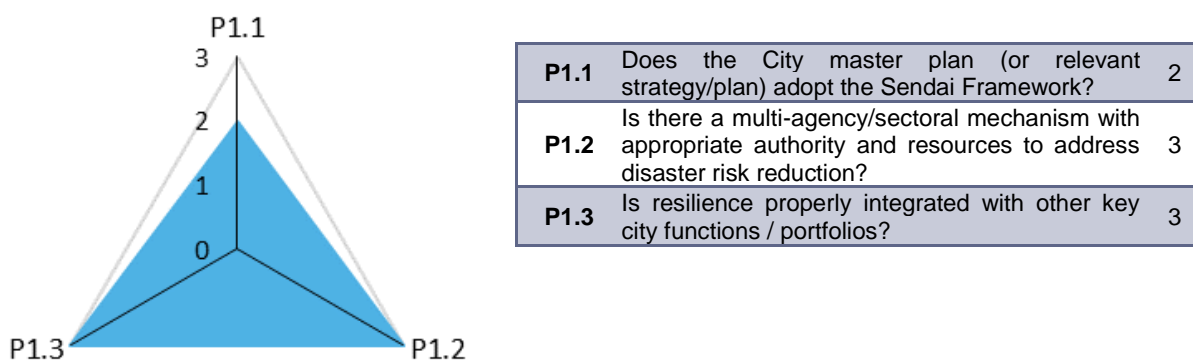 P1.1
3
2
1
0
P1.3
P1.2
P1.1 Does the City master plan (or relevant strategy/plan) adopt the Sendai Framework? 2
P1.2 Is there a multi-agency/sectoral mechanism with appropriate authority and resources to address disaster risk reduction? 3
P1.3 Is resilience properly integrated with other key city functions / portfolios? 3